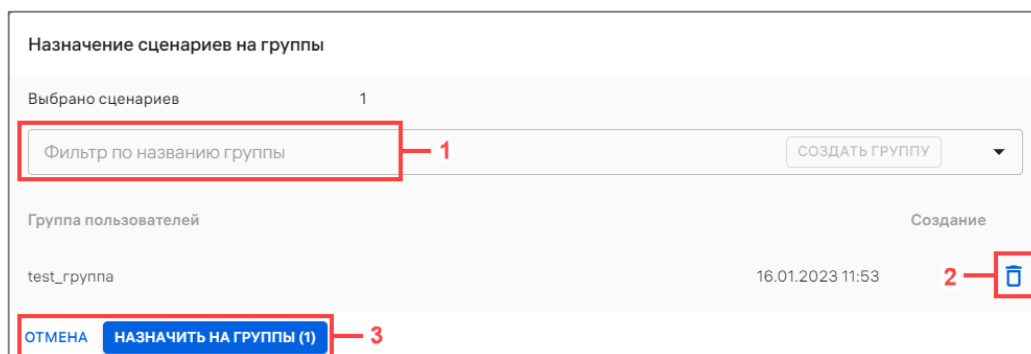 Назначение сценариев на группы
Выбрано сценариев 1
Фильтр по названию группы 1 СОЗДАТЬ ГРУППУ
Группа пользователей Создание
test_группа 16.01.2023 11:53 2
ОТМЕНА НАЗНАЧИТЬ НА ГРУППЫ (1) 3